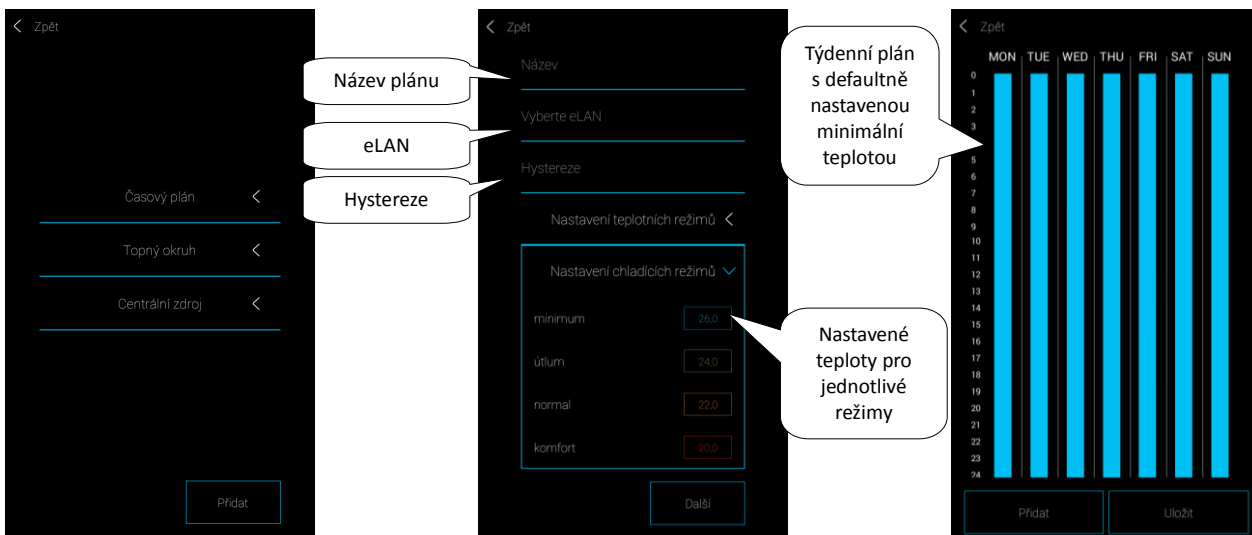 Zpět
Časový plán
Topný okruh
Centrální zdroj
Přidat
Název plánu
eLAN
Hystereze
Zpět
Název
Vyberte eLAN
Hystereze
Nastavení teplotních režimů
Nastavení chladících režimů
minimum 26,0
útlum 24,0
normal 22,0
komfort 20,0
Další
Týdenní plán
s defaultně
nastavenou
minimální
teplotou
Nastavené
teploty pro
jednotlivé
režimy
Zpět
MON TUE WED THU FRI SAT SUN
0
1
2
3
5
6
7
8
9
10
11
12
13
14
15
16
17
18
19
20
21
22
23
24
Přidat Uložit